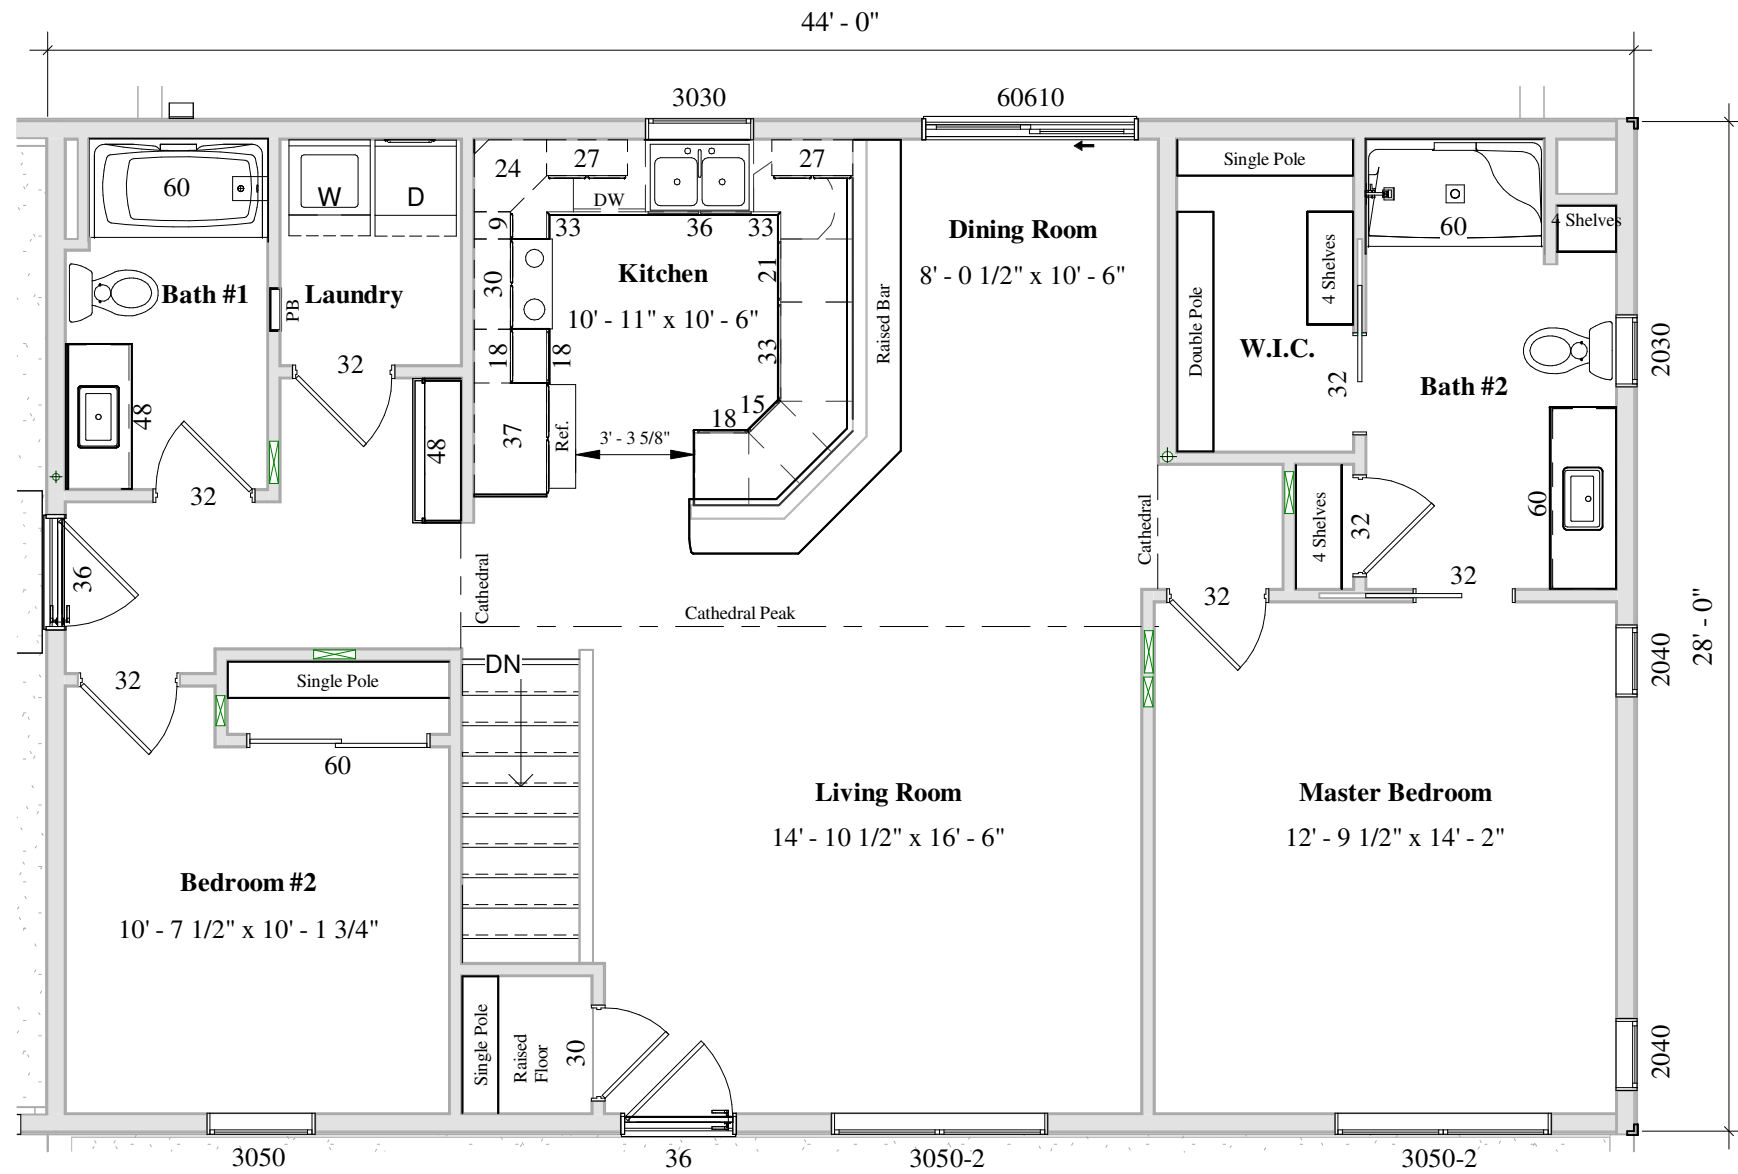 44' - 0"
3030
60610
60
W
D
24
27
27
DW
9
33
36
33
Single Pole
4 Shelves
60
Dining Room
8' - 0 1/2" x 10' - 6"
Kitchen
10' - 11" x 10' - 6"
30
21
Bath #1
PB
Laundry
Raised Bar
Double Pole
4 Shelves
W.I.C.
2030
32
18
18
33
32
Bath #2
48
48
37
Ref.
3' - 3 5/8"
18
15
32
Cathedral
4 Shelves
32
60
36
Cathedral
Cathedral Peak
32
32
28' - 0"
2040
32
Single Pole
DN
60
Living Room
14' - 10 1/2" x 16' - 6"
Master Bedroom
12' - 9 1/2" x 14' - 2"
Bedroom #2
10' - 7 1/2" x 10' - 1 3/4"
Single Pole
Raised
Floor
30
2040
3050
36
3050-2
3050-2